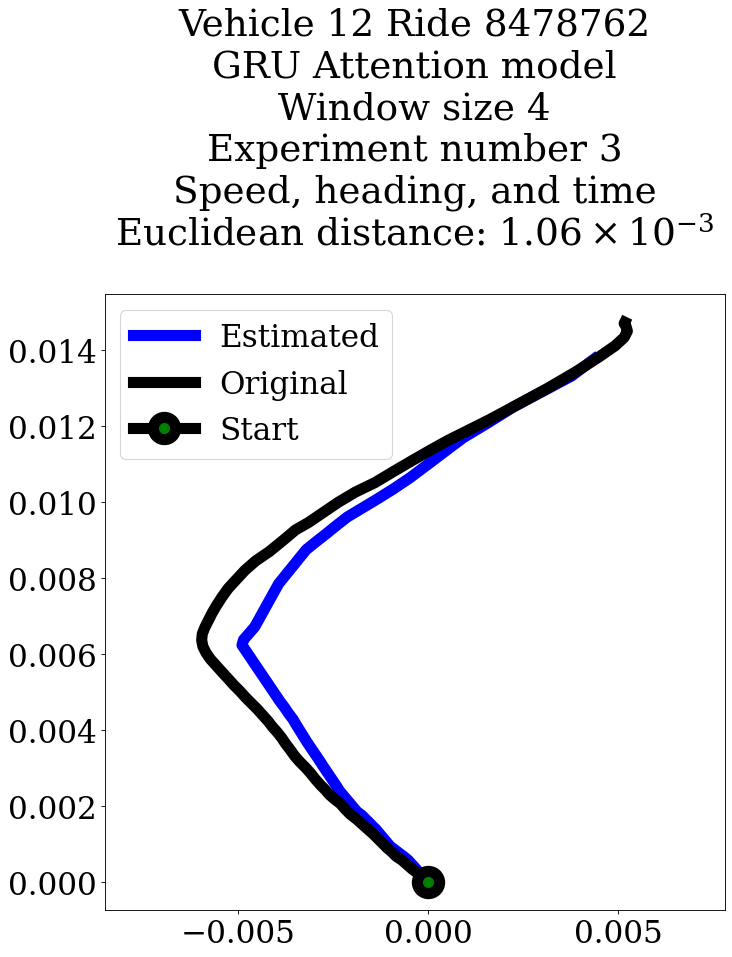 Vehicle 12 Ride 8478762
GRU Attention model
Window size 4
Experiment number 3
Speed, heading, and time
Euclidean distance: 1.06 × 10⁻³
Estimated
Original
Start
0.014
0.012
0.010
0.008
0.006
0.004
0.002
0.000
−0.005 0.000 0.005